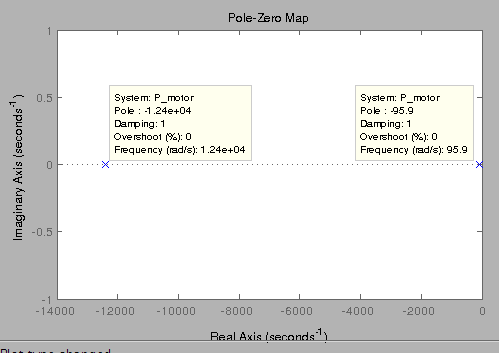 Pole-Zero Map
System: P_motor
Pole : -1.24e+04
Damping: 1
Overshoot (%): 0
Frequency (rad/s): 1.24e+04
System: P_motor
Pole : -95.9
Damping: 1
Overshoot (%): 0
Frequency (rad/s): 95.9
Imaginary Axis (seconds⁻¹)
1
0.5
0
-0.5
-1
-14000 -12000 -10000 -8000 -6000 -4000 -2000 0
Real Axis (seconds⁻¹)
Plot type changed